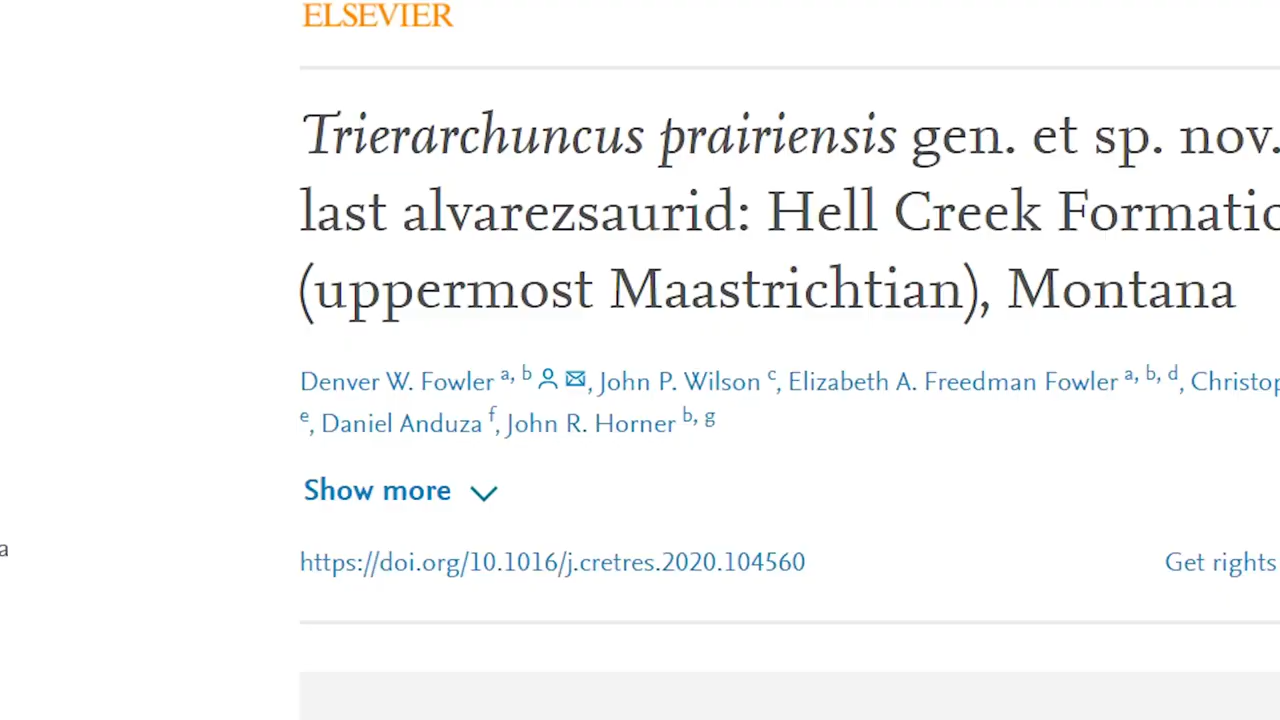 ELSEVIER
Trierarchuncus prairiensis gen. et sp. nov.
last alvarezsaurid: Hell Creek Formatio
(uppermost Maastrichtian), Montana
Denver W. Fowler a, b, John P. Wilson c, Elizabeth A. Freedman Fowler a, b, d, Christop
e, Daniel Anduza f, John R. Horner b, g
Show more
a
https://doi.org/10.1016/j.cretres.2020.104560 Get rights